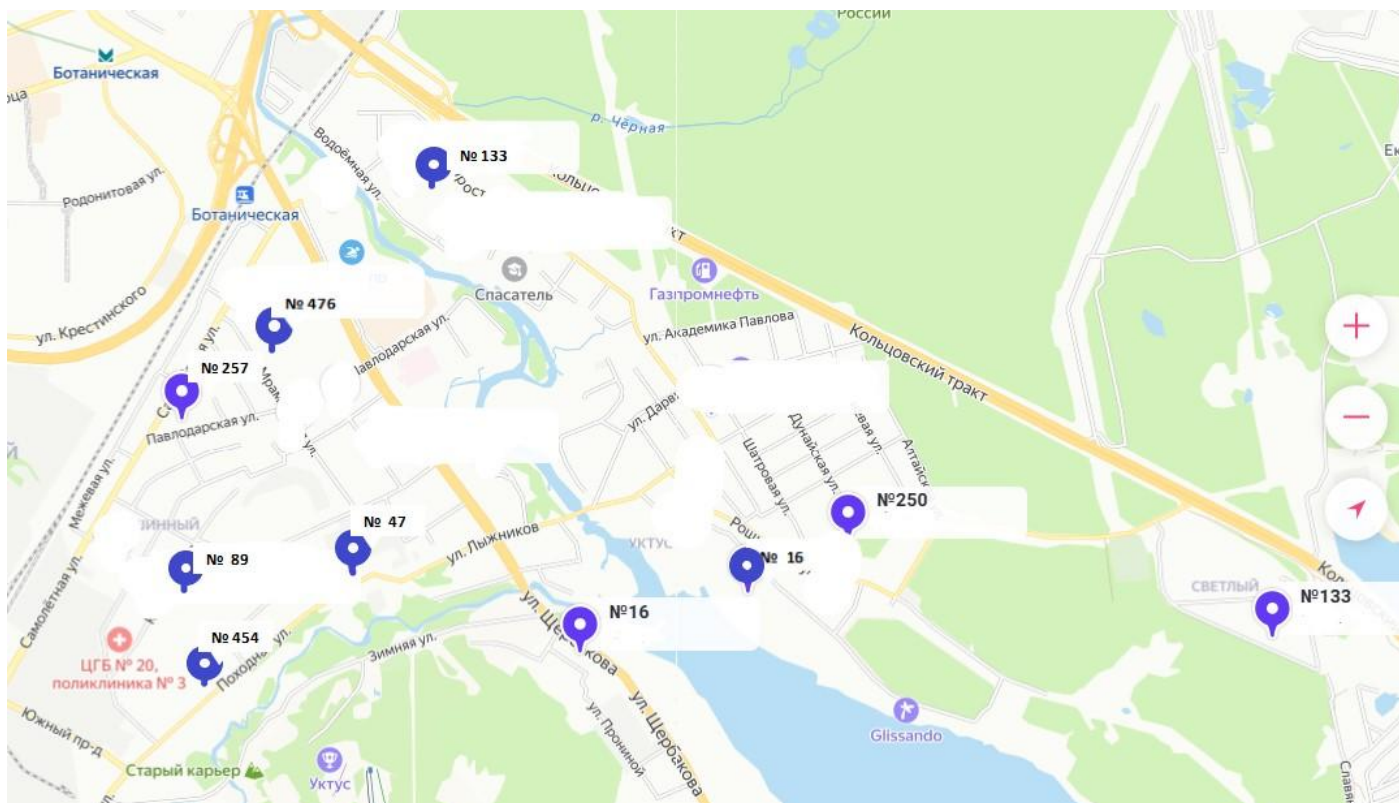 России
Ботаническая
р. Чёрная
Водоёмная ул.
№ 133
Родонитовая ул.
Ботаническая
Спасатель
Газпромнефть
№ 476
ул. Академика Павлова
ул. Крестинского
Кольцовский тракт
Павлодарская ул.
№ 257
Павлодарская ул.
Шатровая ул.
Дунайская ул.
Межевая ул.
№250
№ 47
ул. Лыжников
УКТУС
№ 89
№ 16
СВЕТЛЫЙ
№133
Самолётная ул.
№16
ул. Щербакова
№ 454
Походная ул.
Зимняя ул.
ЦГБ № 20,
поликлиника № 3
ул. Щербакова
Glissando
Южный пр-д
ул. Прониной
Старый карьер
Уктус